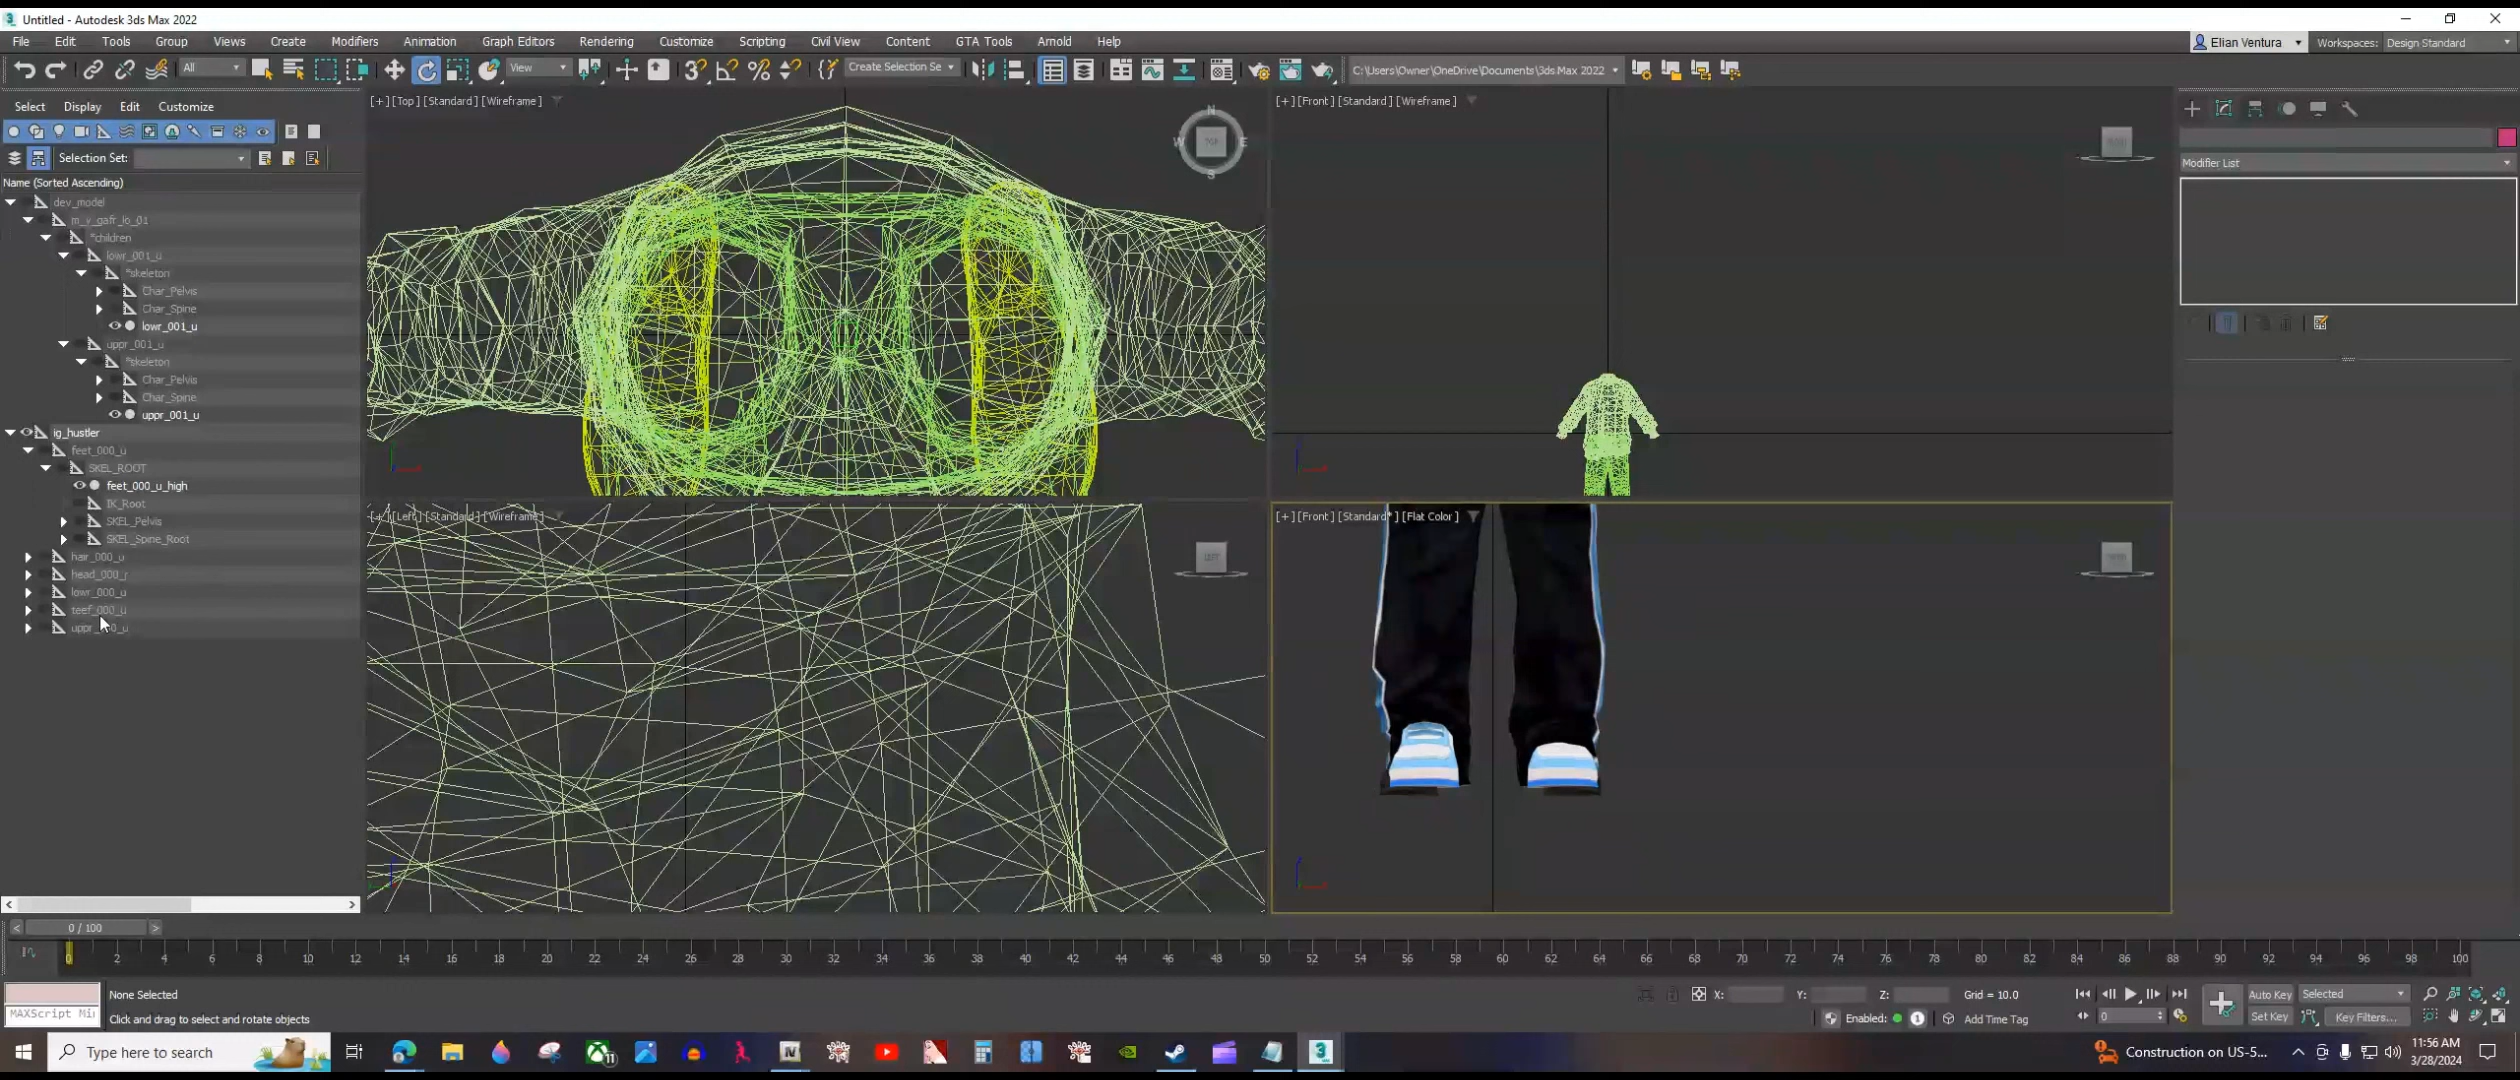 Untitled - Autodesk 3ds Max 2022
File Edit Tools Group Views Create Modifiers Animation Graph Editors Rendering Customize Scripting Civil View Content GTA Tools Arnold Help
Elian Ventura Workspaces: Design Standard
All View Create Selection Se C:\Users\Owner\OneDrive\Documents\3ds Max 2022
Select Display Edit Customize
Selection Set:
Name (Sorted Ascending)
dev_model
m_y_gafr_lo_01
*children
lowr_001_u
*skeleton
Char_Pelvis
Char_Spine
lowr_001_u
uppr_001_u
*skeleton
Char_Pelvis
Char_Spine
uppr_001_u
ig_hustler
feet_000_u
SKEL_ROOT
feet_000_u_high
IK_Root
SKEL_Pelvis
SKEL_Spine_Root
hair_000_u
head_000_r
lowr_000_u
teef_000_u
[+] [Top] [Standard] [Wireframe]
N
W
E
S
TOP
[+] [Front] [Standard] [Wireframe]
[+] [Left] [Standard] [Wireframe]
LEFT
[+] [Front] [Standard*] [Flat Color]
Modifier List
0 / 100
0 2 4 6 8 10 12 14 16 18 20 22 24 26 28 30 32 34 36 38 40 42 44 46 48 50 52 54 56 58 60 62 64 66 68 70 72 74 76 78 80 82 84 86 88 90 92 94 96 98 100
None Selected
X: Y: Z: Grid = 10.0
Auto Key Selected
MAXScript Mi
Click and drag to select and rotate objects
Enabled: 1 Add Time Tag
0
Set Key Key Filters...
Type here to search
11
Construction on US-5...
11:56 AM
3/28/2024